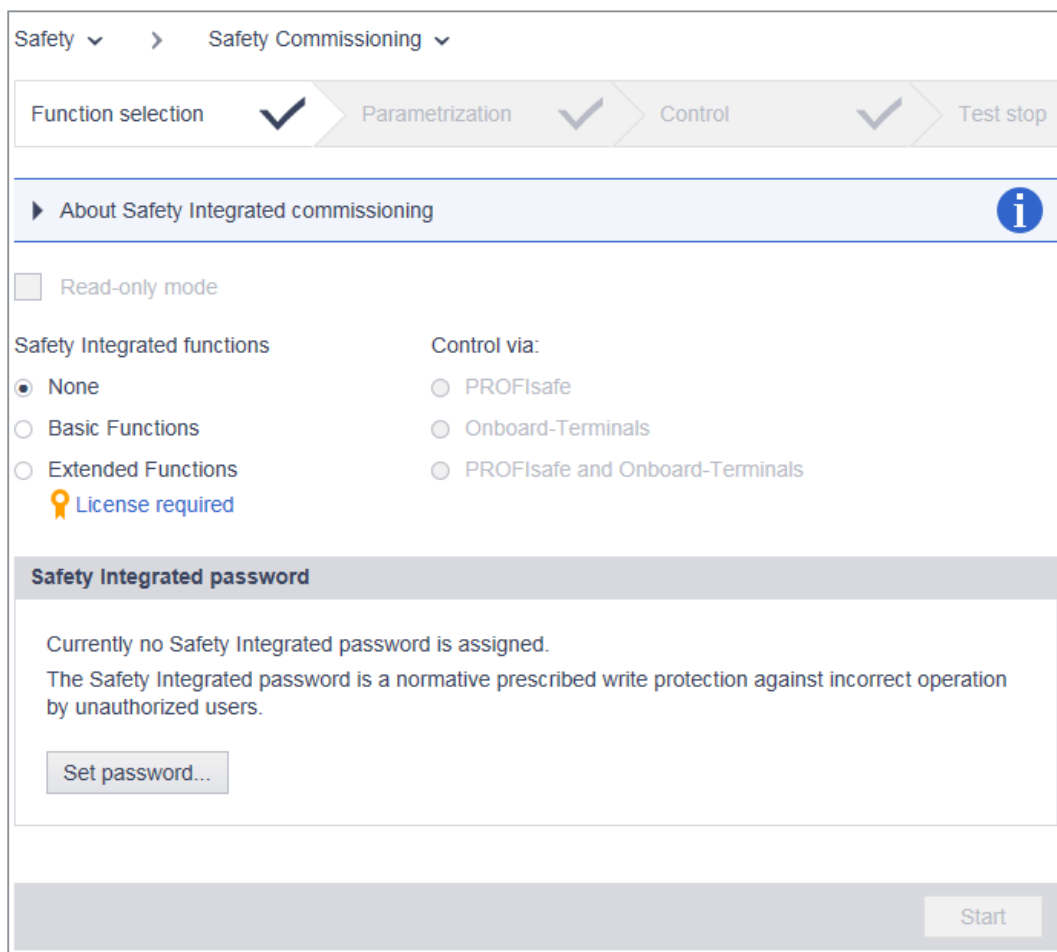 Safety > Safety Commissioning
Function selection Parametrization Control Test stop
About Safety Integrated commissioning
Read-only mode
Safety Integrated functions Control via:
None PROFIsafe
Basic Functions Onboard-Terminals
Extended Functions PROFIsafe and Onboard-Terminals
License required
Safety Integrated password
Currently no Safety Integrated password is assigned.
The Safety Integrated password is a normative prescribed write protection against incorrect operation
by unauthorized users.
Set password...
Start